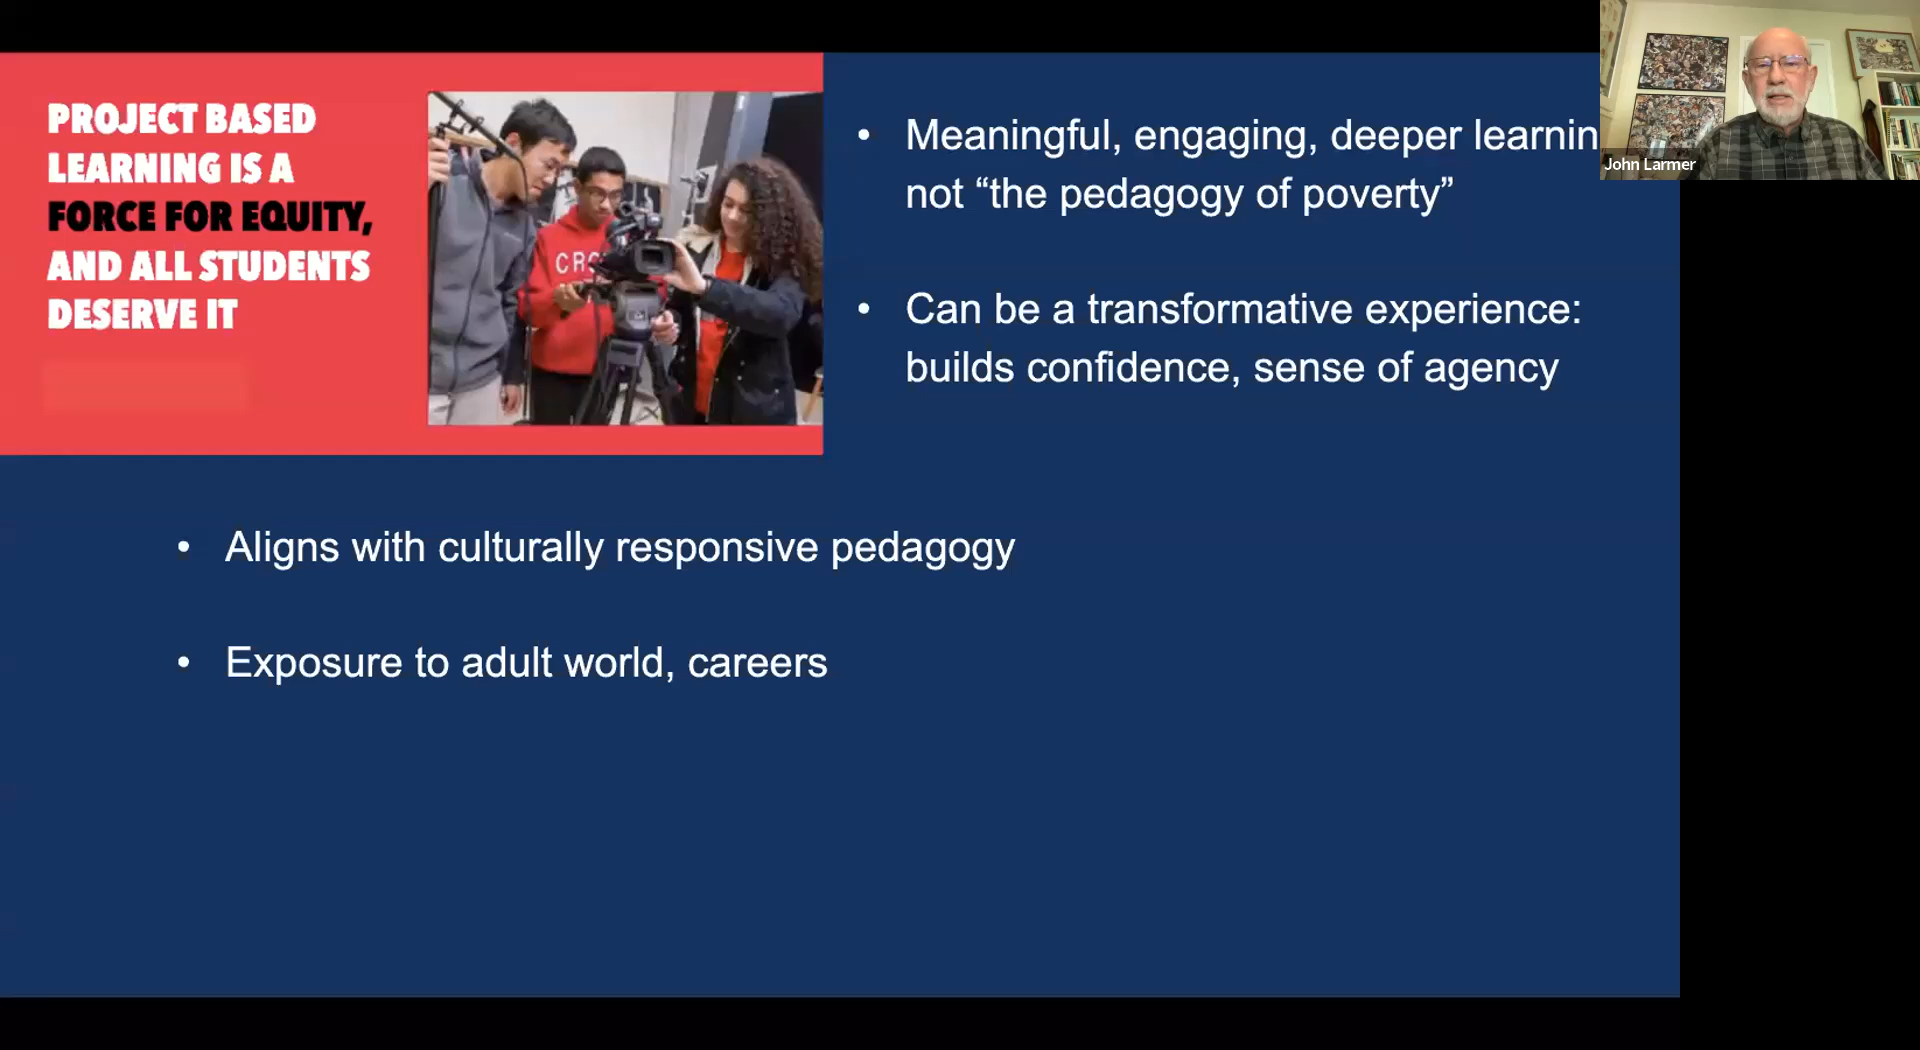 PROJECT BASED
LEARNING IS A
FORCE FOR EQUITY,
AND ALL STUDENTS
DESERVE IT
• Meaningful, engaging, deeper learnin
not “the pedagogy of poverty”
• Can be a transformative experience:
builds confidence, sense of agency
• Aligns with culturally responsive pedagogy
• Exposure to adult world, careers
John Larmer